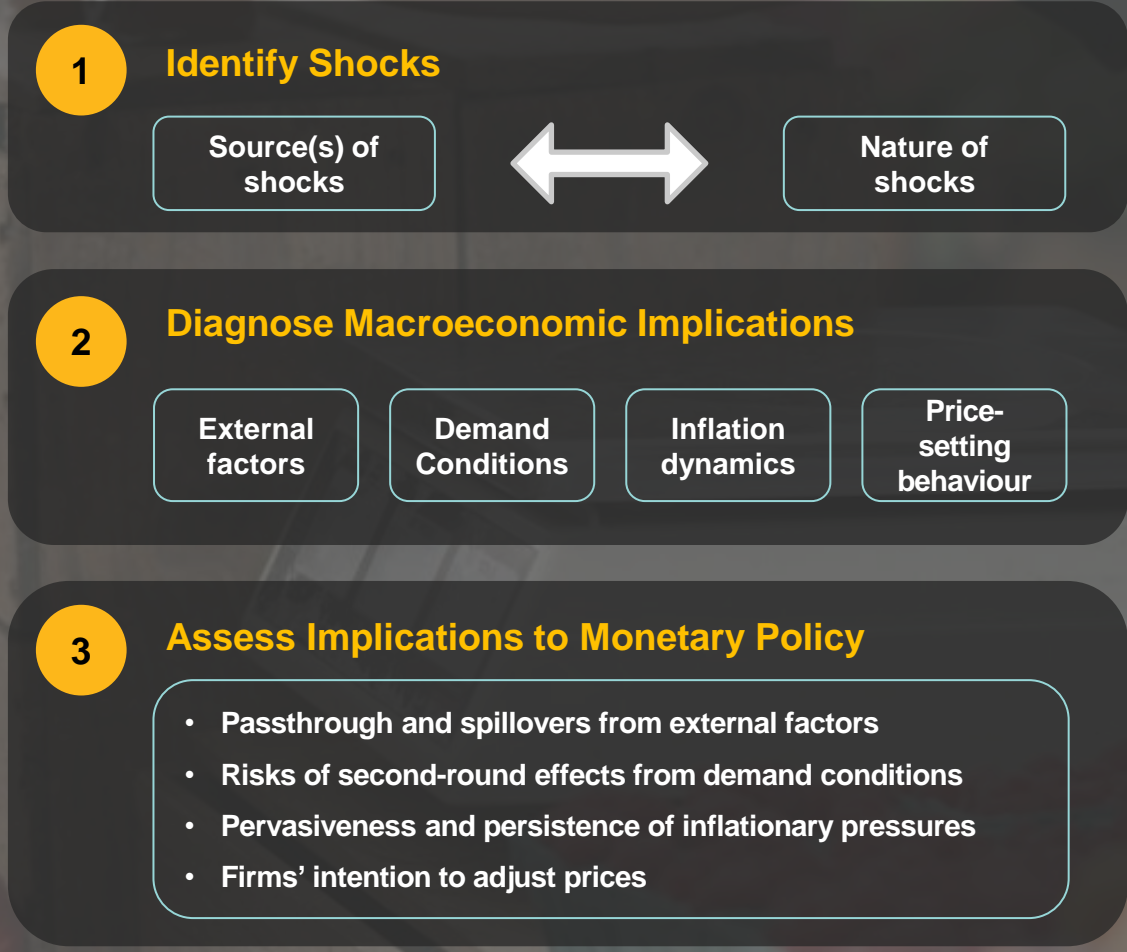 1
Identify Shocks
Source(s) of
shocks
Nature of
shocks
2
Diagnose Macroeconomic Implications
External
factors
Demand
Conditions
Inflation
dynamics
Price-
setting
behaviour
3
Assess Implications to Monetary Policy
• Passthrough and spillovers from external factors
• Risks of second-round effects from demand conditions
• Pervasiveness and persistence of inflationary pressures
• Firms’ intention to adjust prices